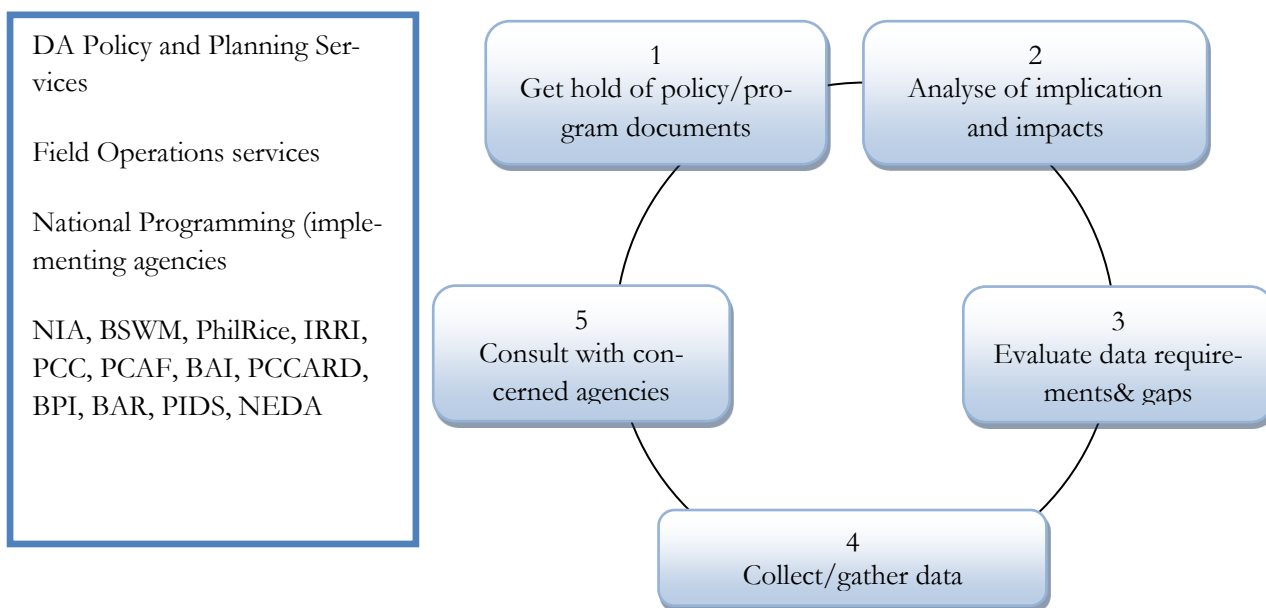 DA Policy and Planning Ser-
vices
Field Operations services
National Programming (imple-
menting agencies
NIA, BSWM, PhilRice, IRRI,
PCC, PCAF, BAI, PCCARD,
BPI, BAR, PIDS, NEDA
1
Get hold of policy/pro-
gram documents
2
Analyse of implication
and impacts
3
Evaluate data require-
ments& gaps
4
Collect/gather data
5
Consult with con-
cerned agencies